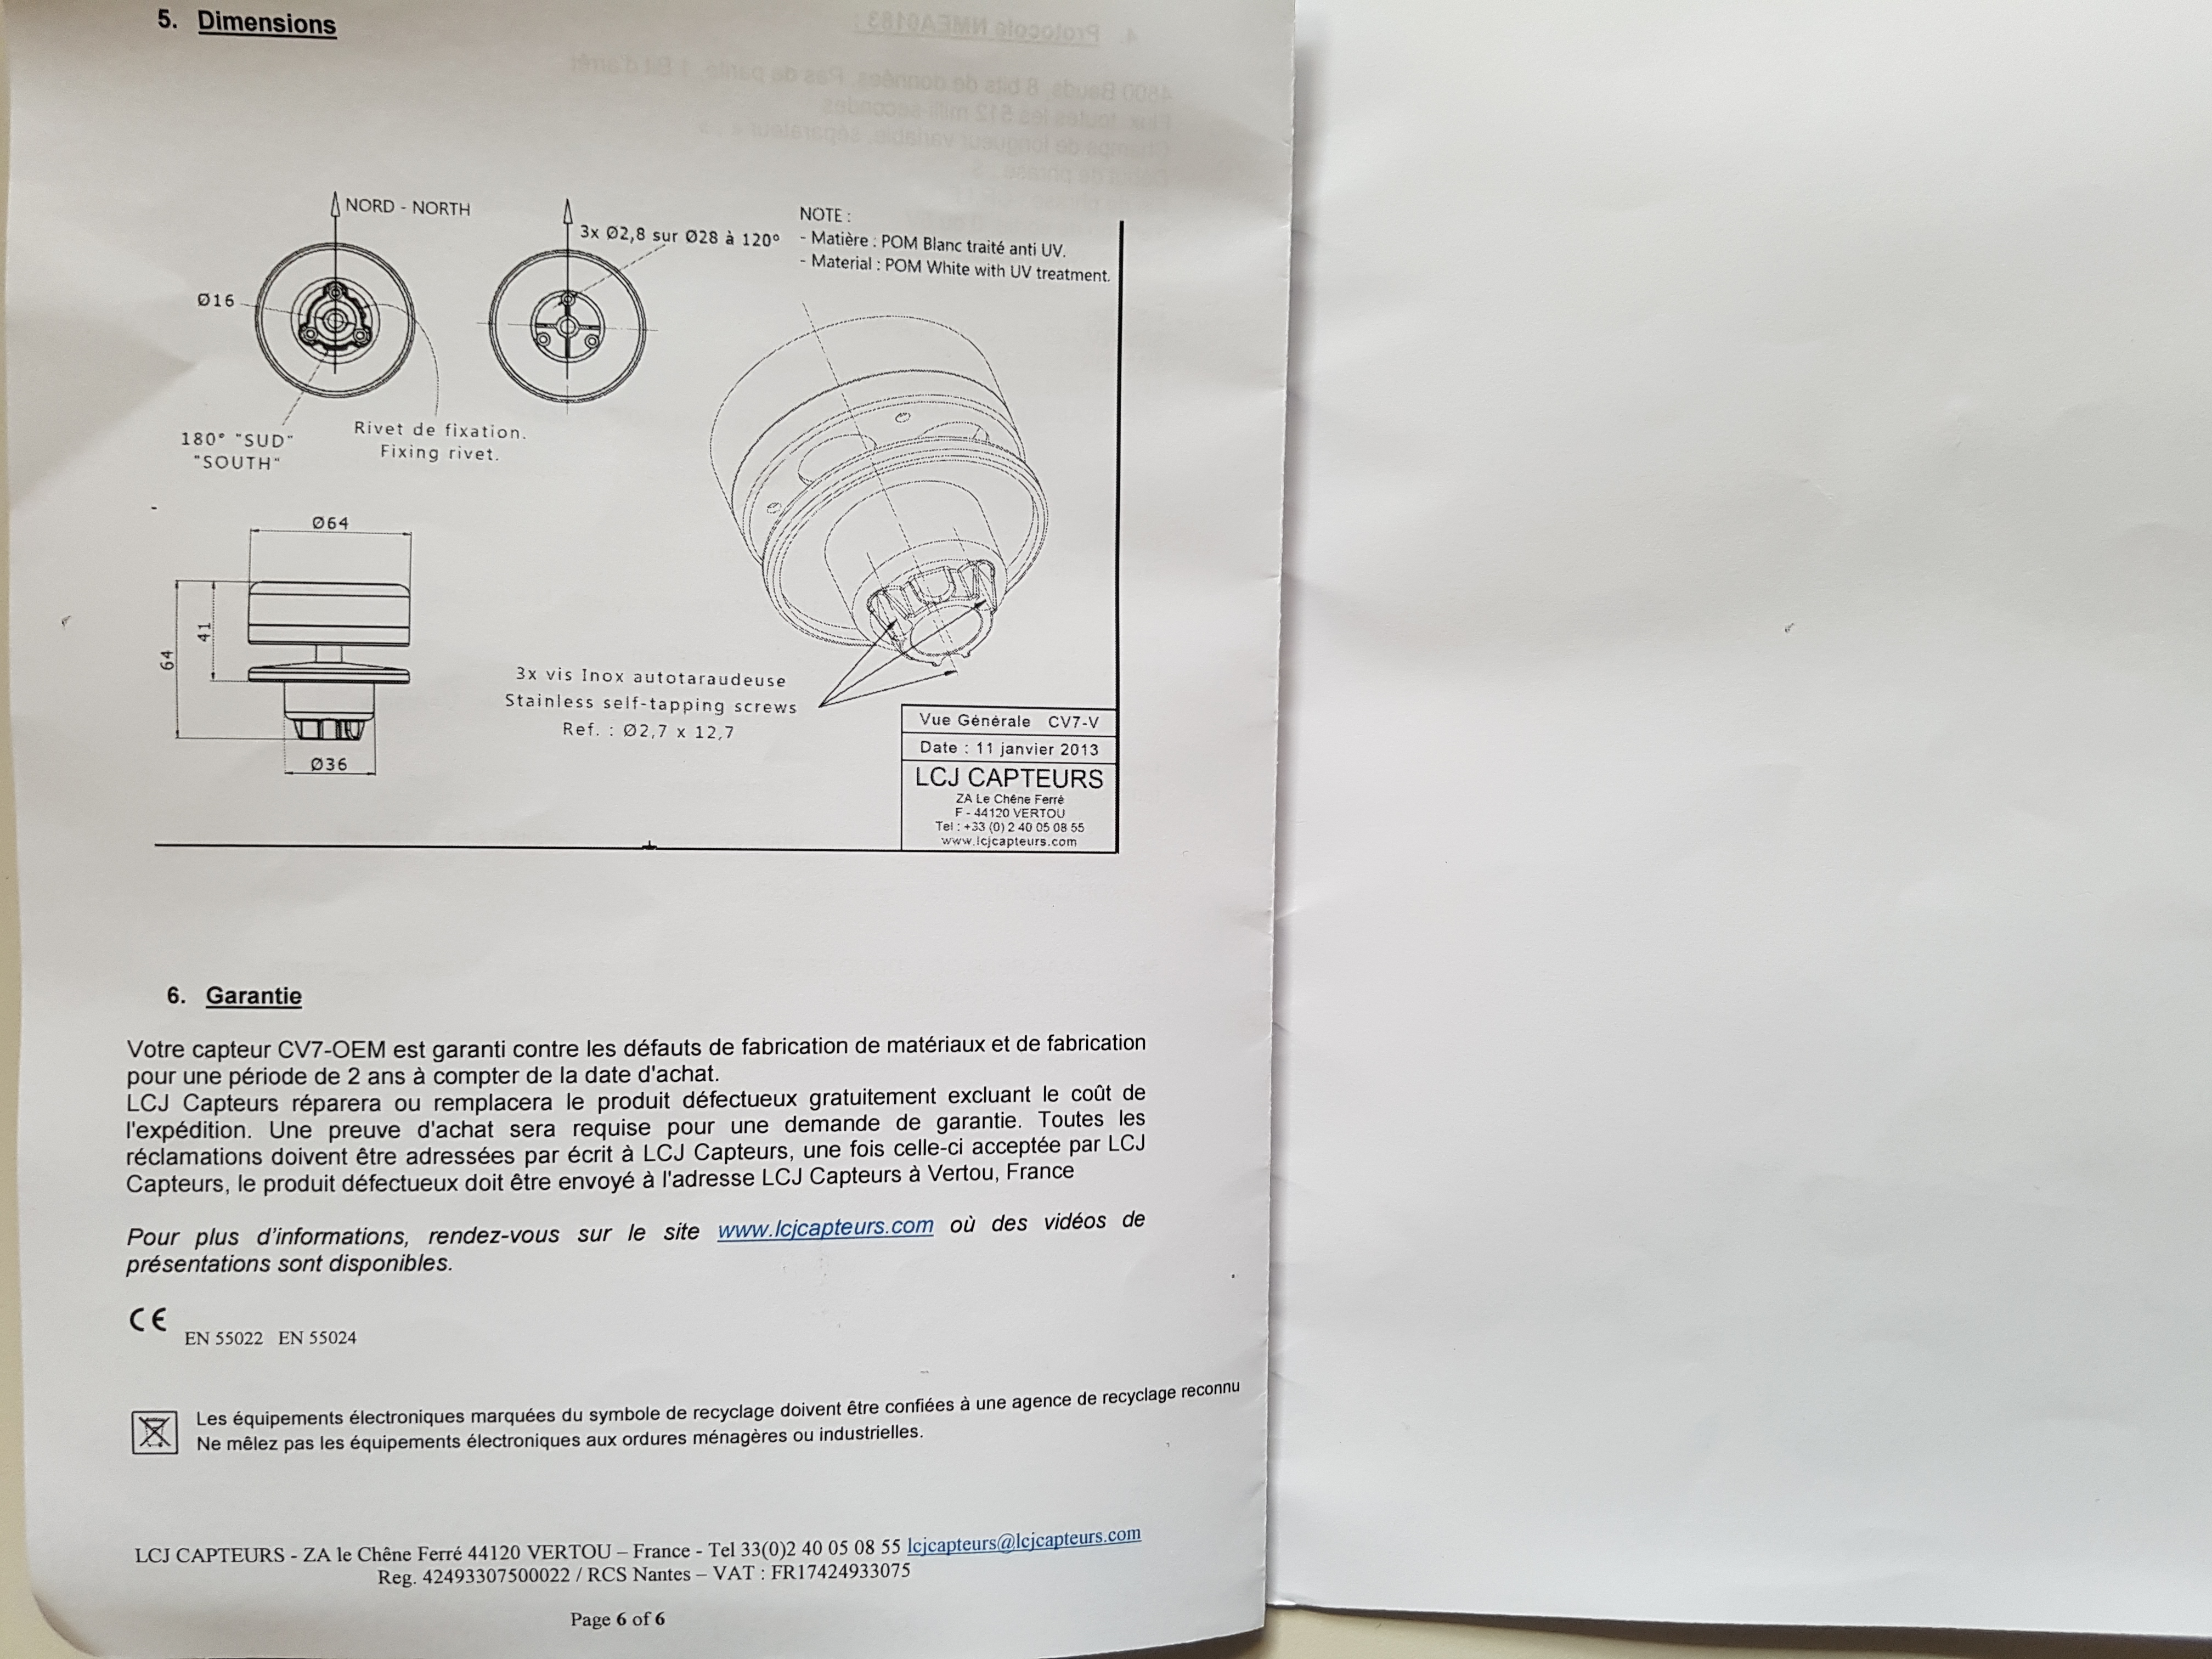 5. Dimensions
NORD - NORTH
Ø16
180° "SUD"
"SOUTH"
Rivet de fixation.
Fixing rivet.
3x Ø2,8 sur Ø28 à 120°
NOTE :
- Matière : POM Blanc traité anti UV.
- Material : POM White with UV treatment.
Ø64
64
41
Ø36
3x vis Inox autotaraudeuse
Stainless self-tapping screws
Ref. : Ø2,7 x 12,7
Vue Générale CV7-V
Date : 11 janvier 2013
LCJ CAPTEURS
ZA Le Chêne Ferré
F - 44120 VERTOU
Tel : +33 (0) 2 40 05 08 55
www.lcjcapteurs.com
6. Garantie
Votre capteur CV7-OEM est garanti contre les défauts de fabrication de matériaux et de fabrication
pour une période de 2 ans à compter de la date d'achat.
LCJ Capteurs réparera ou remplacera le produit défectueux gratuitement excluant le coût de
l'expédition. Une preuve d'achat sera requise pour une demande de garantie. Toutes les
réclamations doivent être adressées par écrit à LCJ Capteurs, une fois celle-ci acceptée par LCJ
Capteurs, le produit défectueux doit être envoyé à l'adresse LCJ Capteurs à Vertou, France
Pour plus d'informations, rendez-vous sur le site www.lcjcapteurs.com où des vidéos de
présentations sont disponibles.
CE
EN 55022 EN 55024
Les équipements électroniques marquées du symbole de recyclage doivent être confiées à une agence de recyclage reconnu
Ne mêlez pas les équipements électroniques aux ordures ménagères ou industrielles.
LCJ CAPTEURS - ZA le Chêne Ferré 44120 VERTOU – France - Tel 33(0)2 40 05 08 55 lcjcapteurs@lcjcapteurs.com
Reg. 42493307500022 / RCS Nantes – VAT : FR17424933075
Page 6 of 6